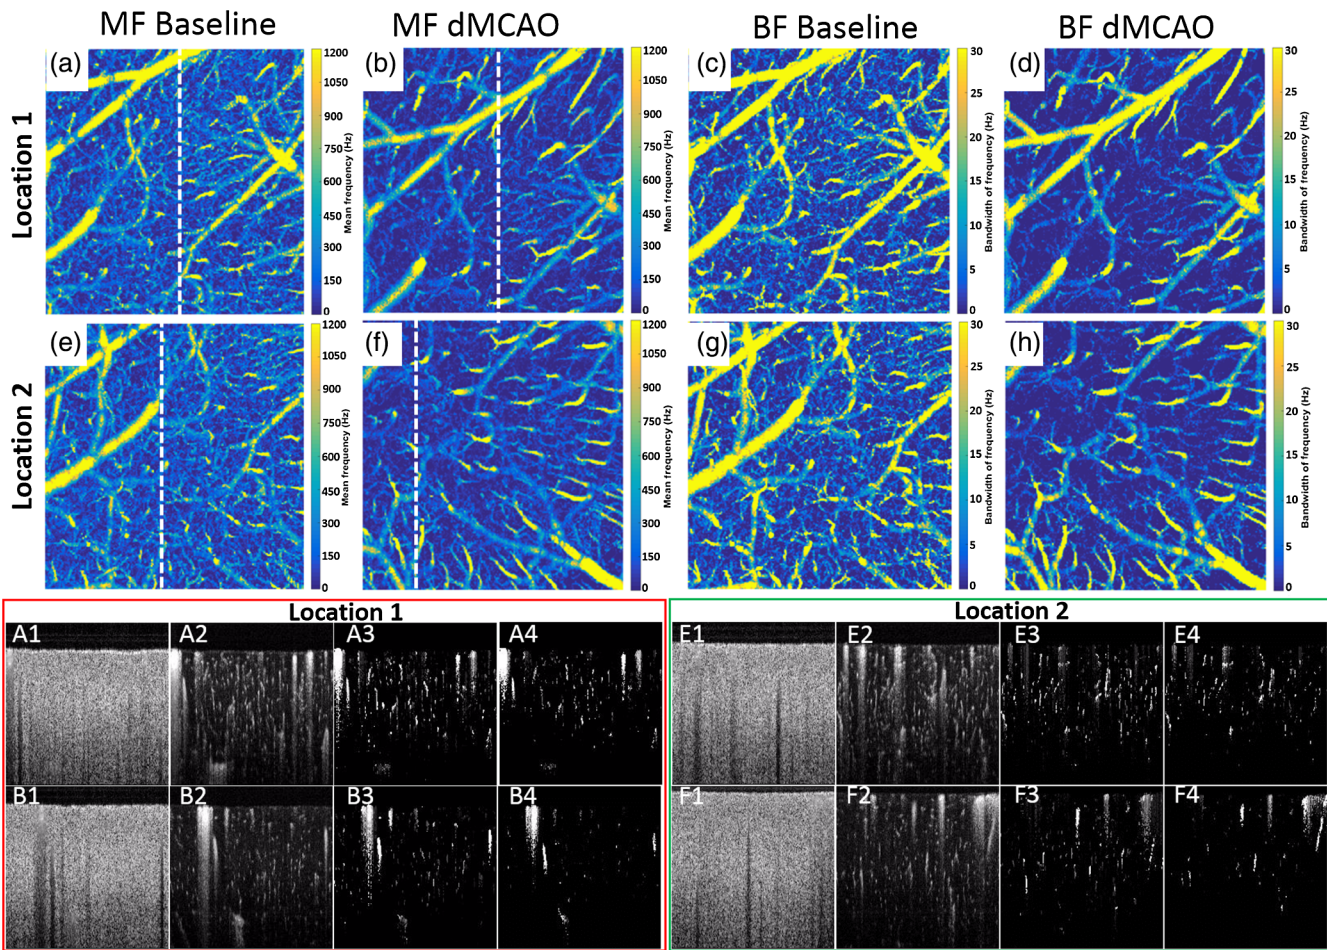 MF Baseline MF dMCAO BF Baseline BF dMCAO
Location 1
(a) (b) (c) (d)
1200 1050 900 750 600 450 300 150 0 Mean frequency (Hz)
1200 1050 900 750 600 450 300 150 0 Mean frequency (Hz)
30 25 20 15 10 5 0 Bandwidth of frequency (Hz)
30 25 20 15 10 5 0 Bandwidth of frequency (Hz)
Location 2
(e) (f) (g) (h)
1200 1050 900 750 600 450 300 150 0 Mean frequency (Hz)
1200 1050 900 750 600 450 300 150 0 Mean frequency (Hz)
30 25 20 15 10 5 0 Bandwidth of frequency (Hz)
30 25 20 15 10 5 0 Bandwidth of frequency (Hz)
Location 1
A1 A2 A3 A4
B1 B2 B3 B4
Location 2
E1 E2 E3 E4
F1 F2 F3 F4